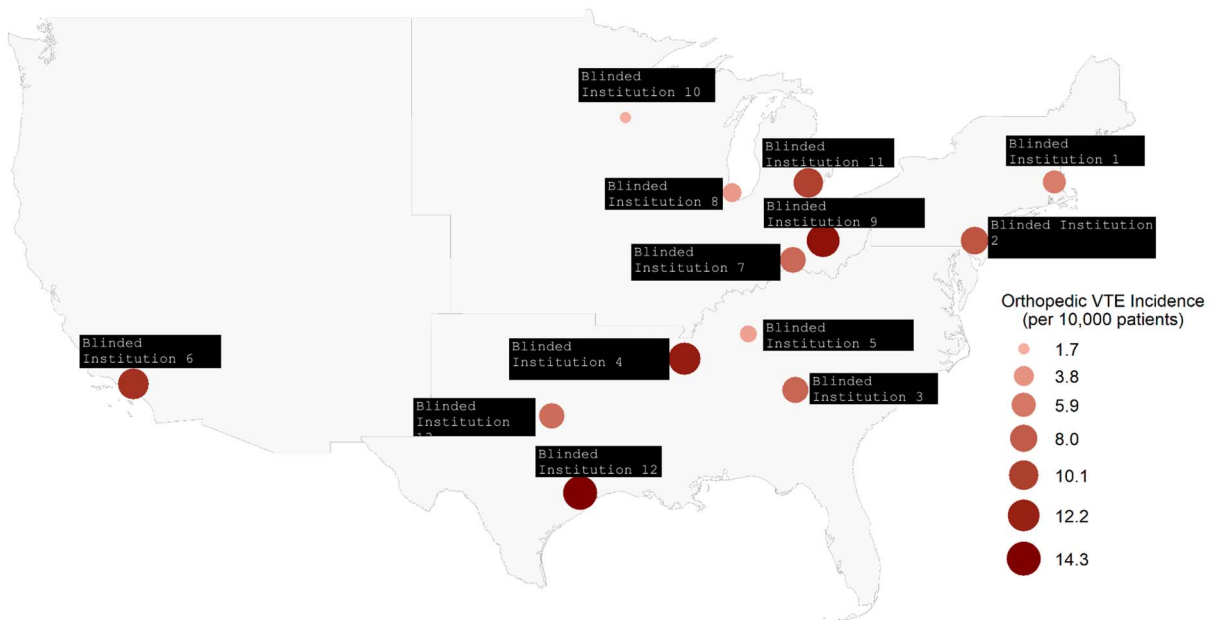 Blinded
Institution 10
Blinded
Institution 11
Blinded
Institution 1
Blinded
Institution 8
Blinded
Institution 9
Blinded Institution
2
Blinded
Institution 7
Orthopedic VTE Incidence
(per 10,000 patients)
1.7
3.8
5.9
8.0
10.1
12.2
14.3
Blinded
Institution 6
Blinded
Institution 4
Blinded
Institution 5
Blinded
Institution 3
Blinded
Institution
Blinded
Institution 12